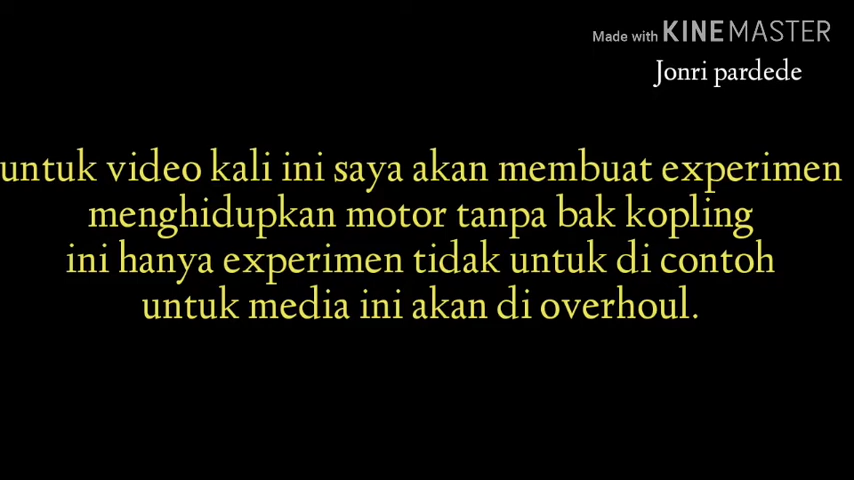 Made with KINEMASTER
Jonri pardede
untuk video kali ini saya akan membuat experimen
menghidupkan motor tanpa bak kopling
ini hanya experimen tidak untuk di contoh
untuk media ini akan di overhoul.